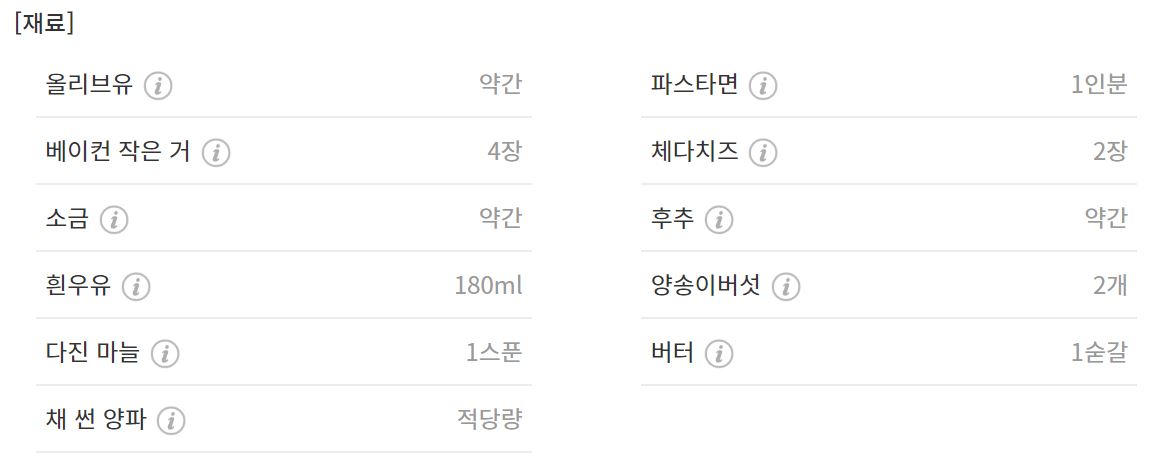 [재료]
올리브유 약간
파스타면 1인분
베이컨 작은 거 4장
체다치즈 2장
소금 약간
후추 약간
흰우유 180ml
양송이버섯 2개
다진 마늘 1스푼
버터 1숟갈
채 썬 양파 적당량